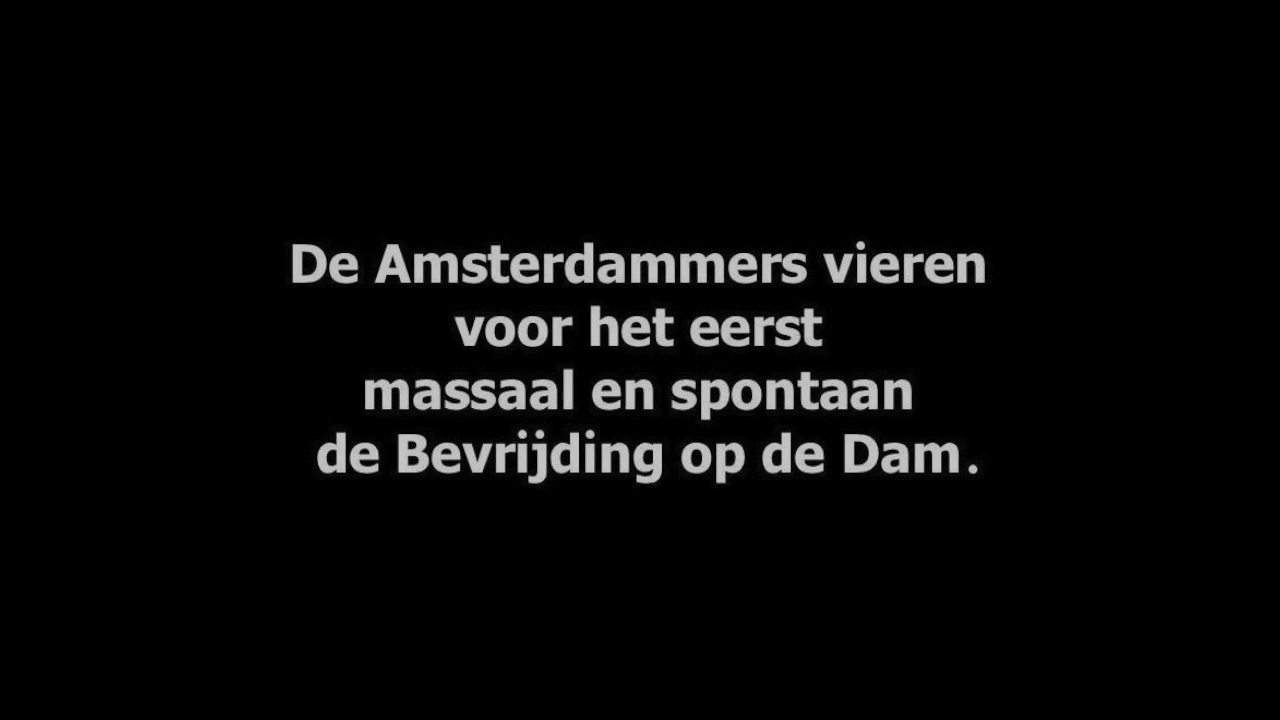 De Amsterdammers vieren
voor het eerst
massaal en spontaan
de Bevrijding op de Dam.